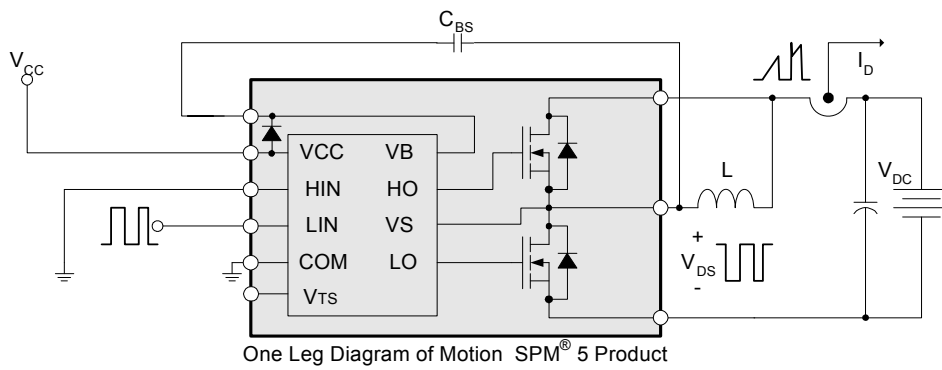 C_BS
V_CC
I_D
VCC VB
HIN HO
LIN VS
COM LO
V_TS
L
V_DC
+
V_DS
-
One Leg Diagram of Motion SPM® 5 Product